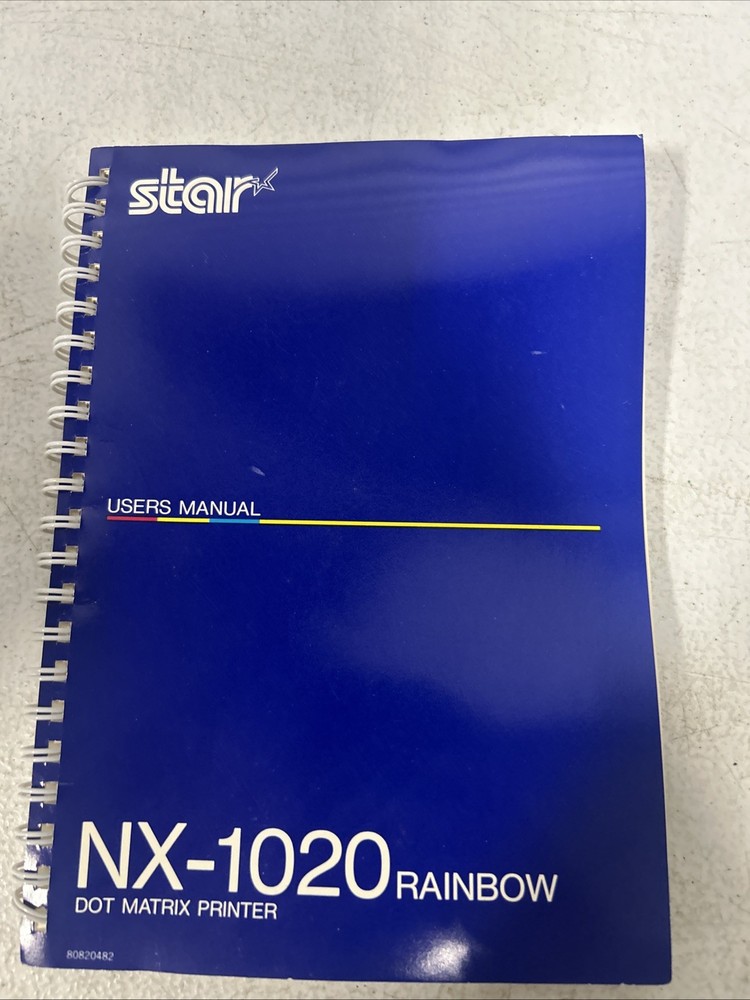 star
USERS MANUAL
NX-1020 RAINBOW
DOT MATRIX PRINTER
80820482